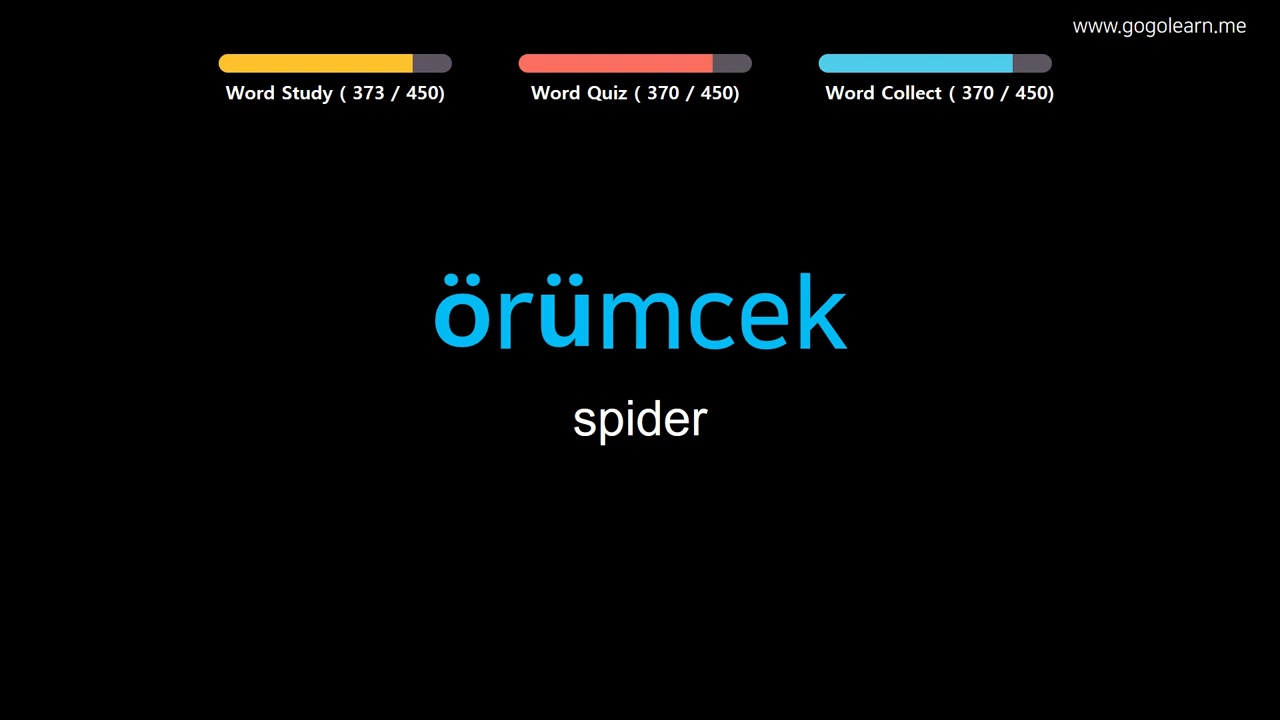 www.gogolearn.me
Word Study ( 373 / 450)
Word Quiz ( 370 / 450)
Word Collect ( 370 / 450)
örümcek
spider